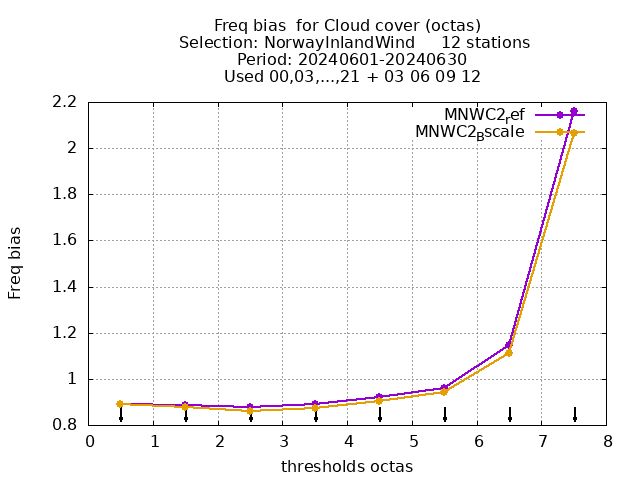 Freq bias  for Cloud cover (octas)
Selection: NorwayInlandWind     12 stations
Period: 20240601-20240630
Used 00,03,...,21 + 03 06 09 12
MNWC2ref
MNWC2Bscale
2.2
2
1.8
1.6
1.4
1.2
1
0.8
Freq bias
0 1 2 3 4 5 6 7 8
thresholds octas